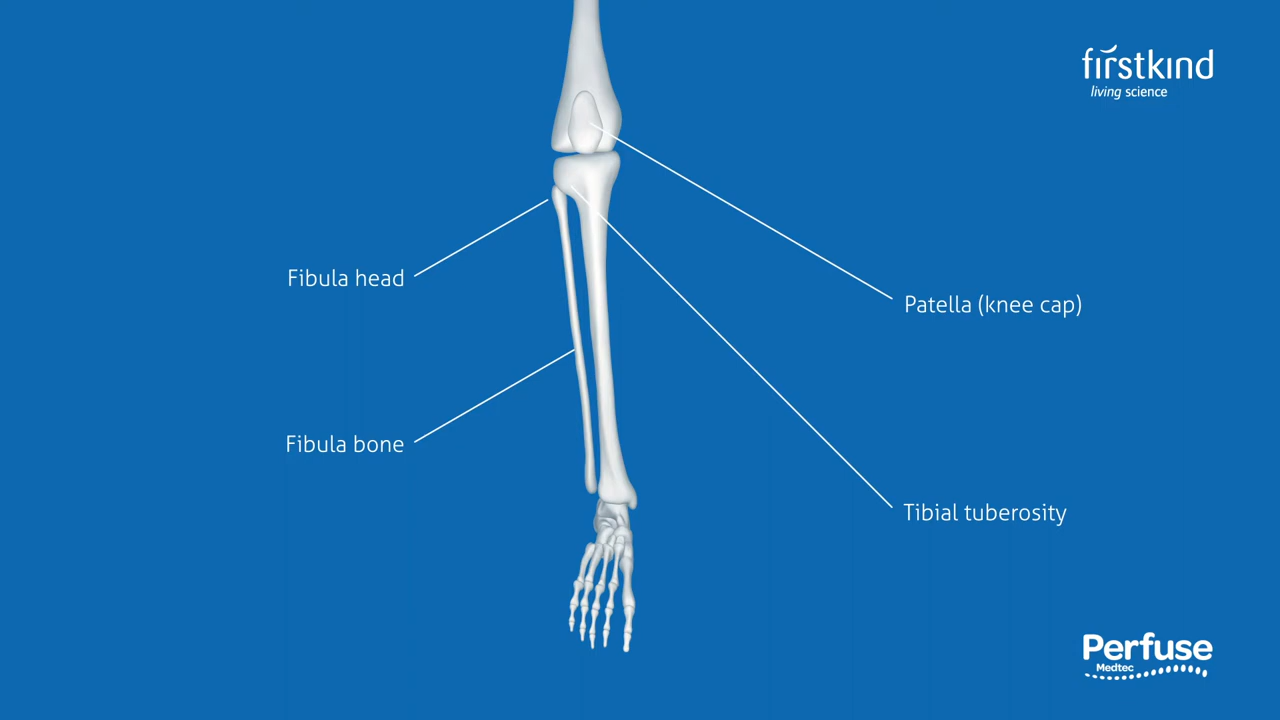 firstkind
living science
Fibula head
Patella (knee cap)
Fibula bone
Tibial tuberosity
Perfuse
Medtec